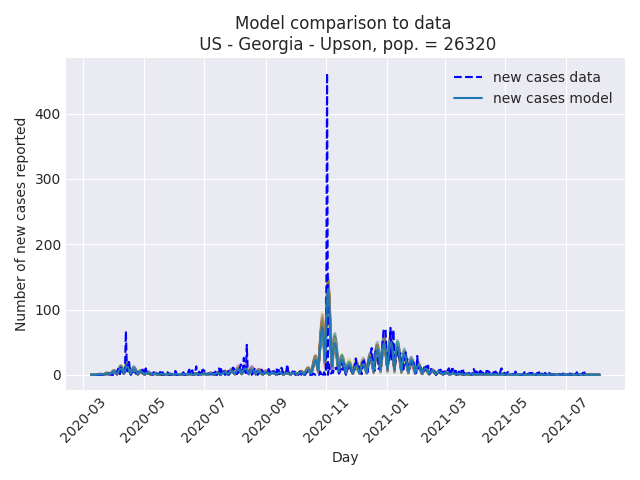 Model comparison to data
US - Georgia - Upson, pop. = 26320
new cases data
new cases model
Number of new cases reported
400
300
200
100
0
2020-03
2020-05
2020-07
2020-09
2020-11
2021-01
2021-03
2021-05
2021-07
Day